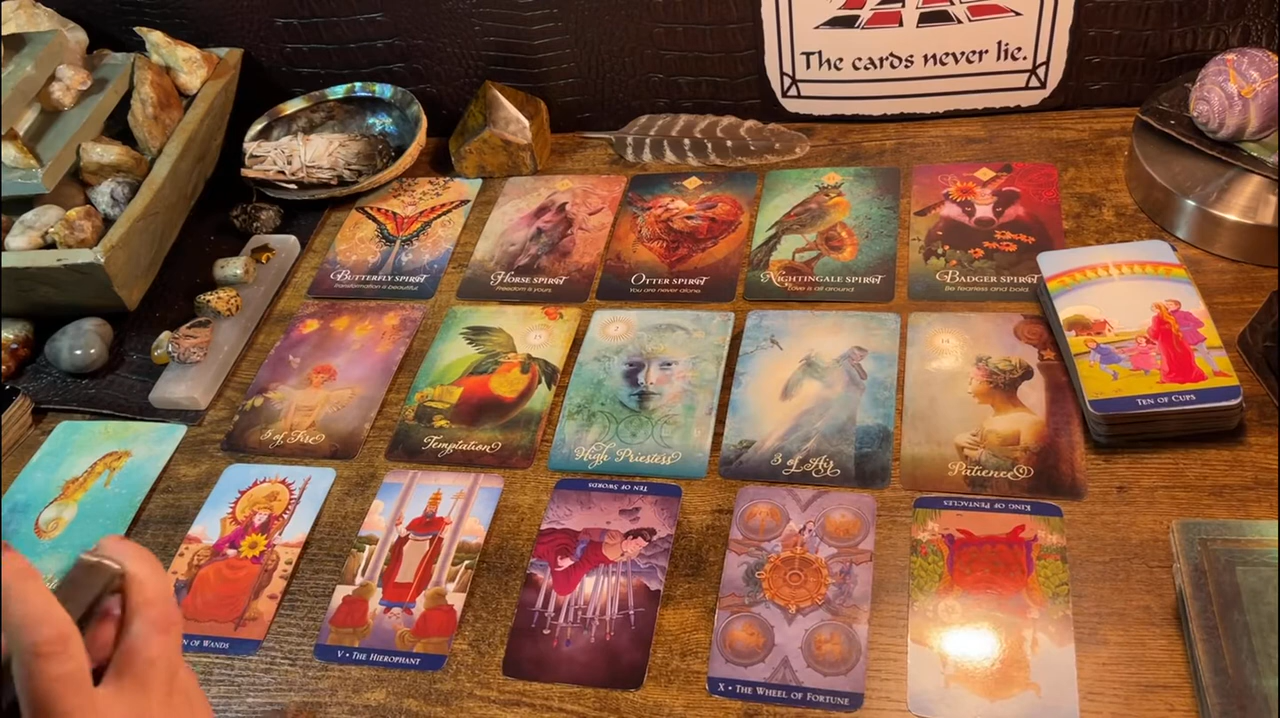 The cards never lie.
Butterfly Spirit
Transformation is beautiful.
Horse Spirit
Freedom is yours.
Otter Spirit
You are never alone.
Nightingale Spirit
Love is all around.
Badger Spirit
Be fearless and bold.
Ten of Cups
5 of Fire
15
Temptation
2
High Priestess
3 of Air
14
Patience
n of Wands
V • The Hierophant
Ten of Swords
X • The Wheel of Fortune
King of Pentacles